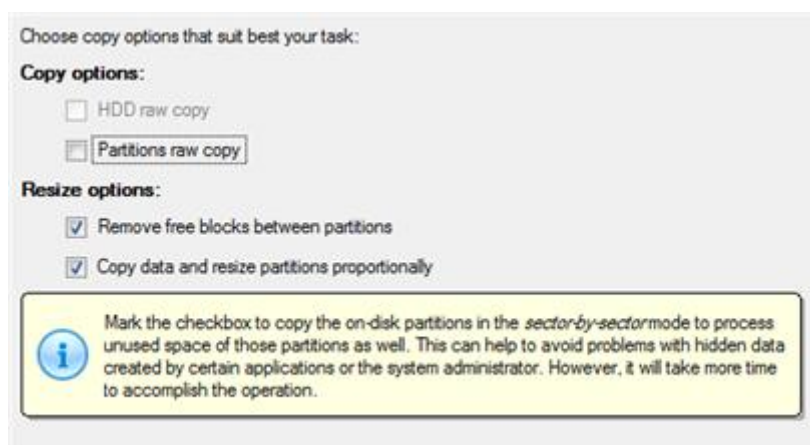 Choose copy options that suit best your task:
Copy options:
HDD raw copy
Partitions raw copy
Resize options:
Remove free blocks between partitions
Copy data and resize partitions proportionally
Mark the checkbox to copy the on-disk partitions in the sector-by-sector mode to process
unused space of those partitions as well. This can help to avoid problems with hidden data
created by certain applications or the system administrator. However, it will take more time
to accomplish the operation.